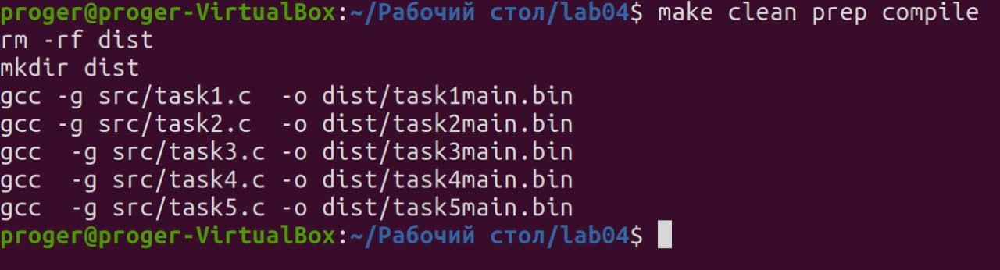 proger@proger-VirtualBox:~/Рабочий стол/lab04$ make clean prep compile
rm -rf dist
mkdir dist
gcc -g src/task1.c  -o dist/task1main.bin
gcc -g src/task2.c  -o dist/task2main.bin
gcc  -g src/task3.c -o dist/task3main.bin
gcc  -g src/task4.c -o dist/task4main.bin
gcc  -g src/task5.c -o dist/task5main.bin
proger@proger-VirtualBox:~/Рабочий стол/lab04$